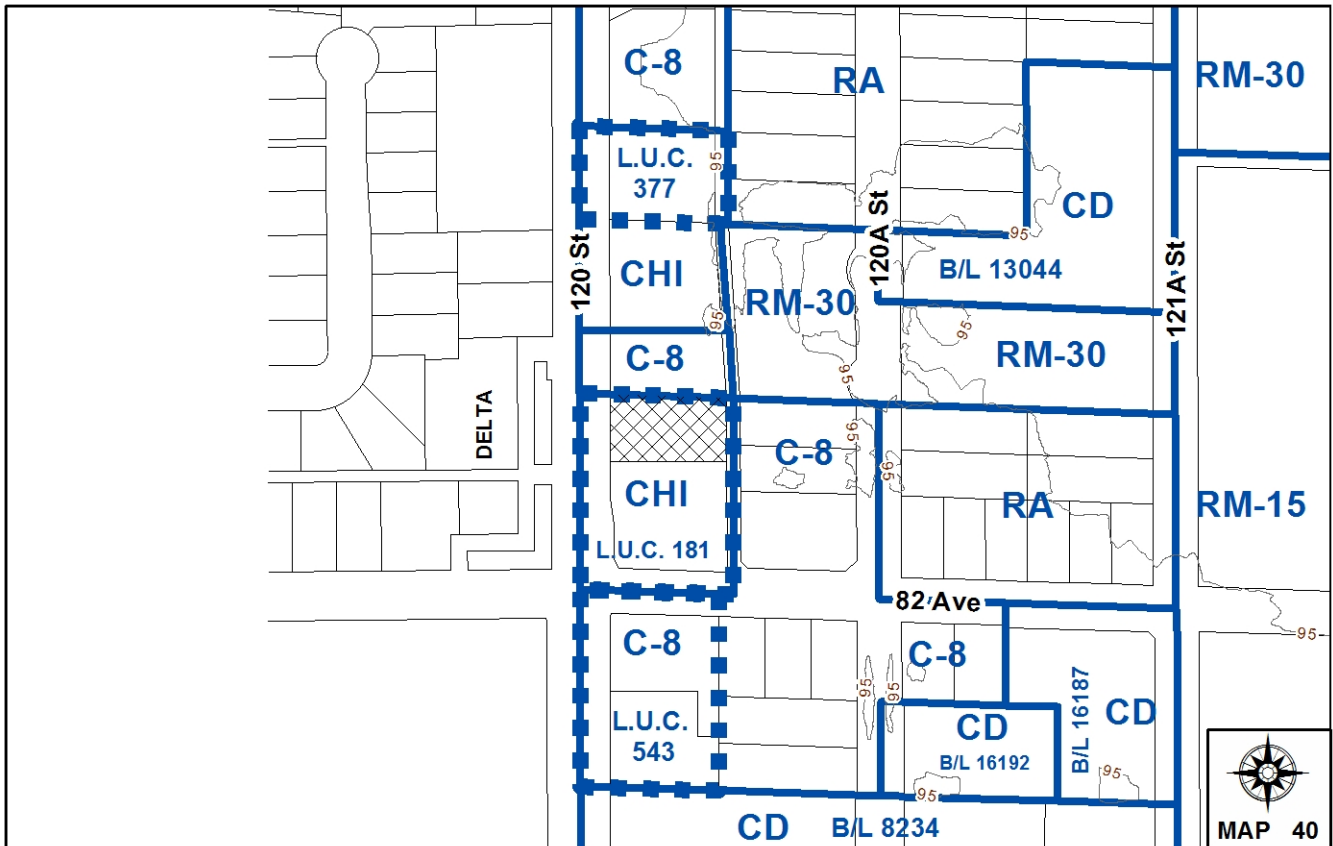 C-8
RA
RM-30
L.U.C.
377
95
CD
120A St
95
120 St
CHI
B/L 13044
121A St
RM-30
95
95
RM-30
C-8
95
DELTA
C-8
95
95
CHI
RA
RM-15
L.U.C. 181
82 Ave
95
C-8
C-8
95
95
B/L 16187
CD
L.U.C.
543
CD
B/L 16192
95
95
CD
B/L 8234
MAP 40